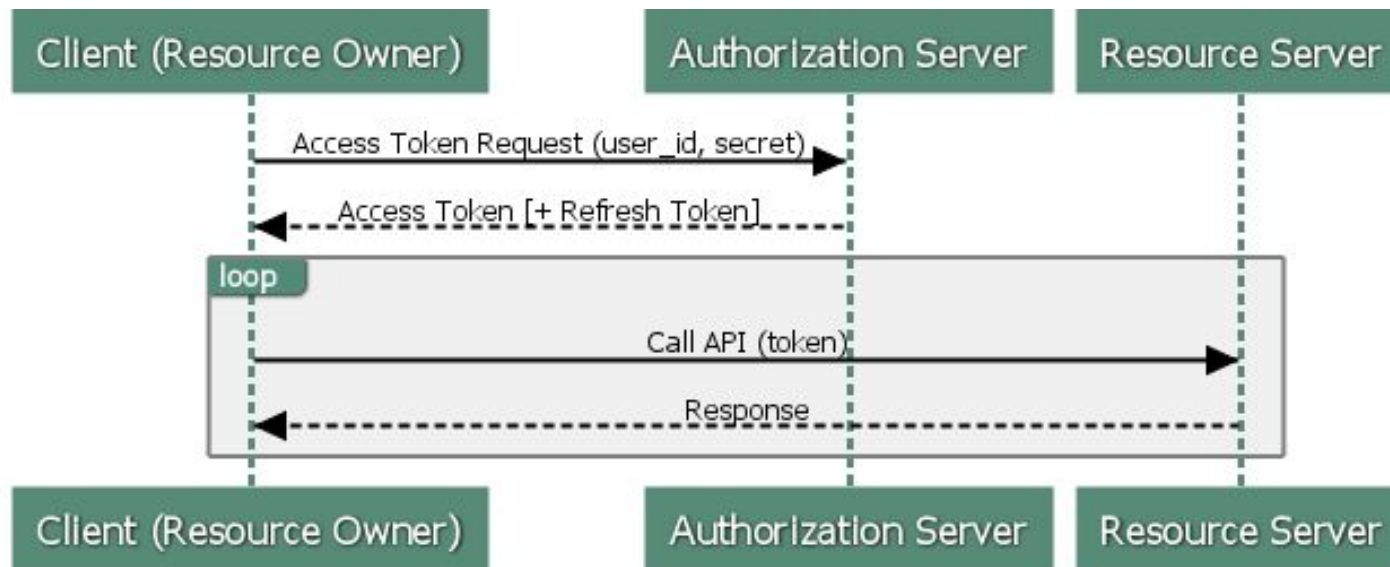 Client (Resource Owner)
Authorization Server
Resource Server
Access Token Request (user_id, secret)
Access Token [+ Refresh Token]
loop
Call API (token)
Response
Client (Resource Owner)
Authorization Server
Resource Server